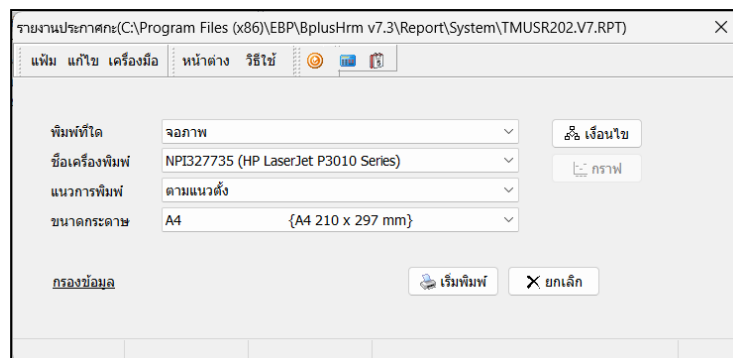 รายงานประกาศกะ(C:\Program Files (x86)\EBP\BplusHrm v7.3\Report\System\TMUSR202.V7.RPT)
แฟ้ม แก้ไข เครื่องมือ หน้าต่าง วิธีใช้
พิมพ์ที่ใด จอภาพ เงื่อนไข
ชื่อเครื่องพิมพ์ NPI327735 (HP LaserJet P3010 Series) กราฟ
แนวการพิมพ์ ตามแนวตั้ง
ขนาดกระดาษ A4 {A4 210 x 297 mm}
กรองข้อมูล เริ่มพิมพ์ ยกเลิก